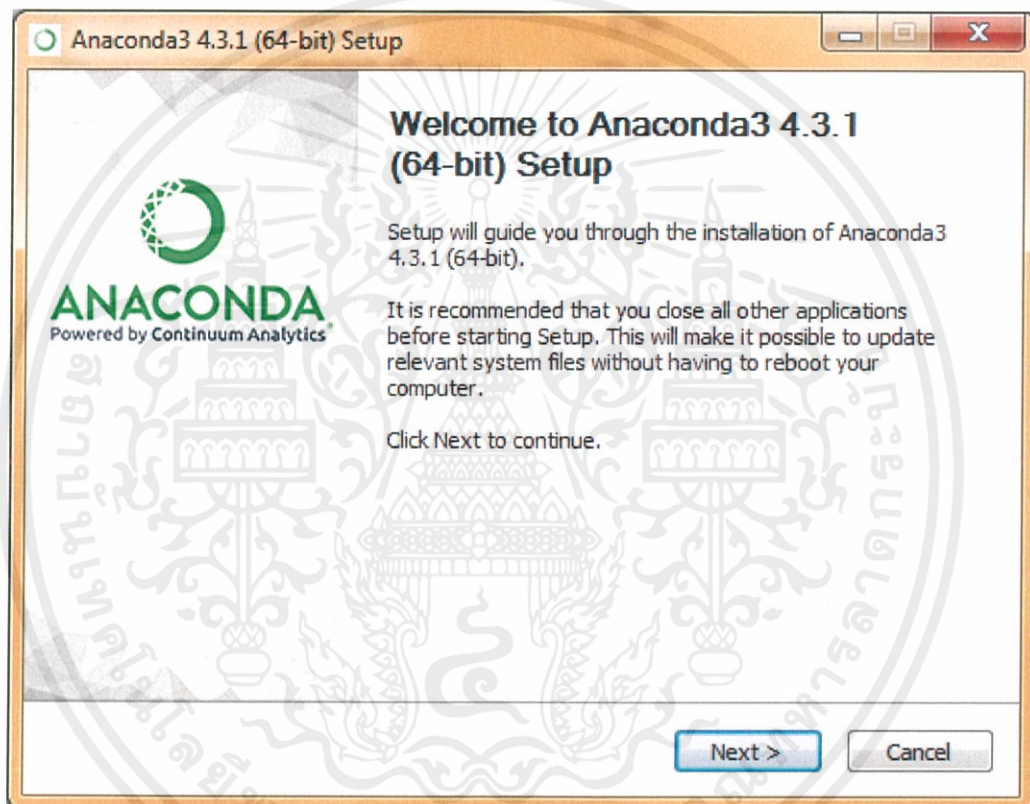 Anaconda3 4.3.1 (64-bit) Setup
Welcome to Anaconda3 4.3.1
(64-bit) Setup
Setup will guide you through the installation of Anaconda3
4.3.1 (64-bit).
It is recommended that you close all other applications
before starting Setup. This will make it possible to update
relevant system files without having to reboot your
computer.
Click Next to continue.
ANACONDA
Powered by Continuum Analytics®
Next >
Cancel